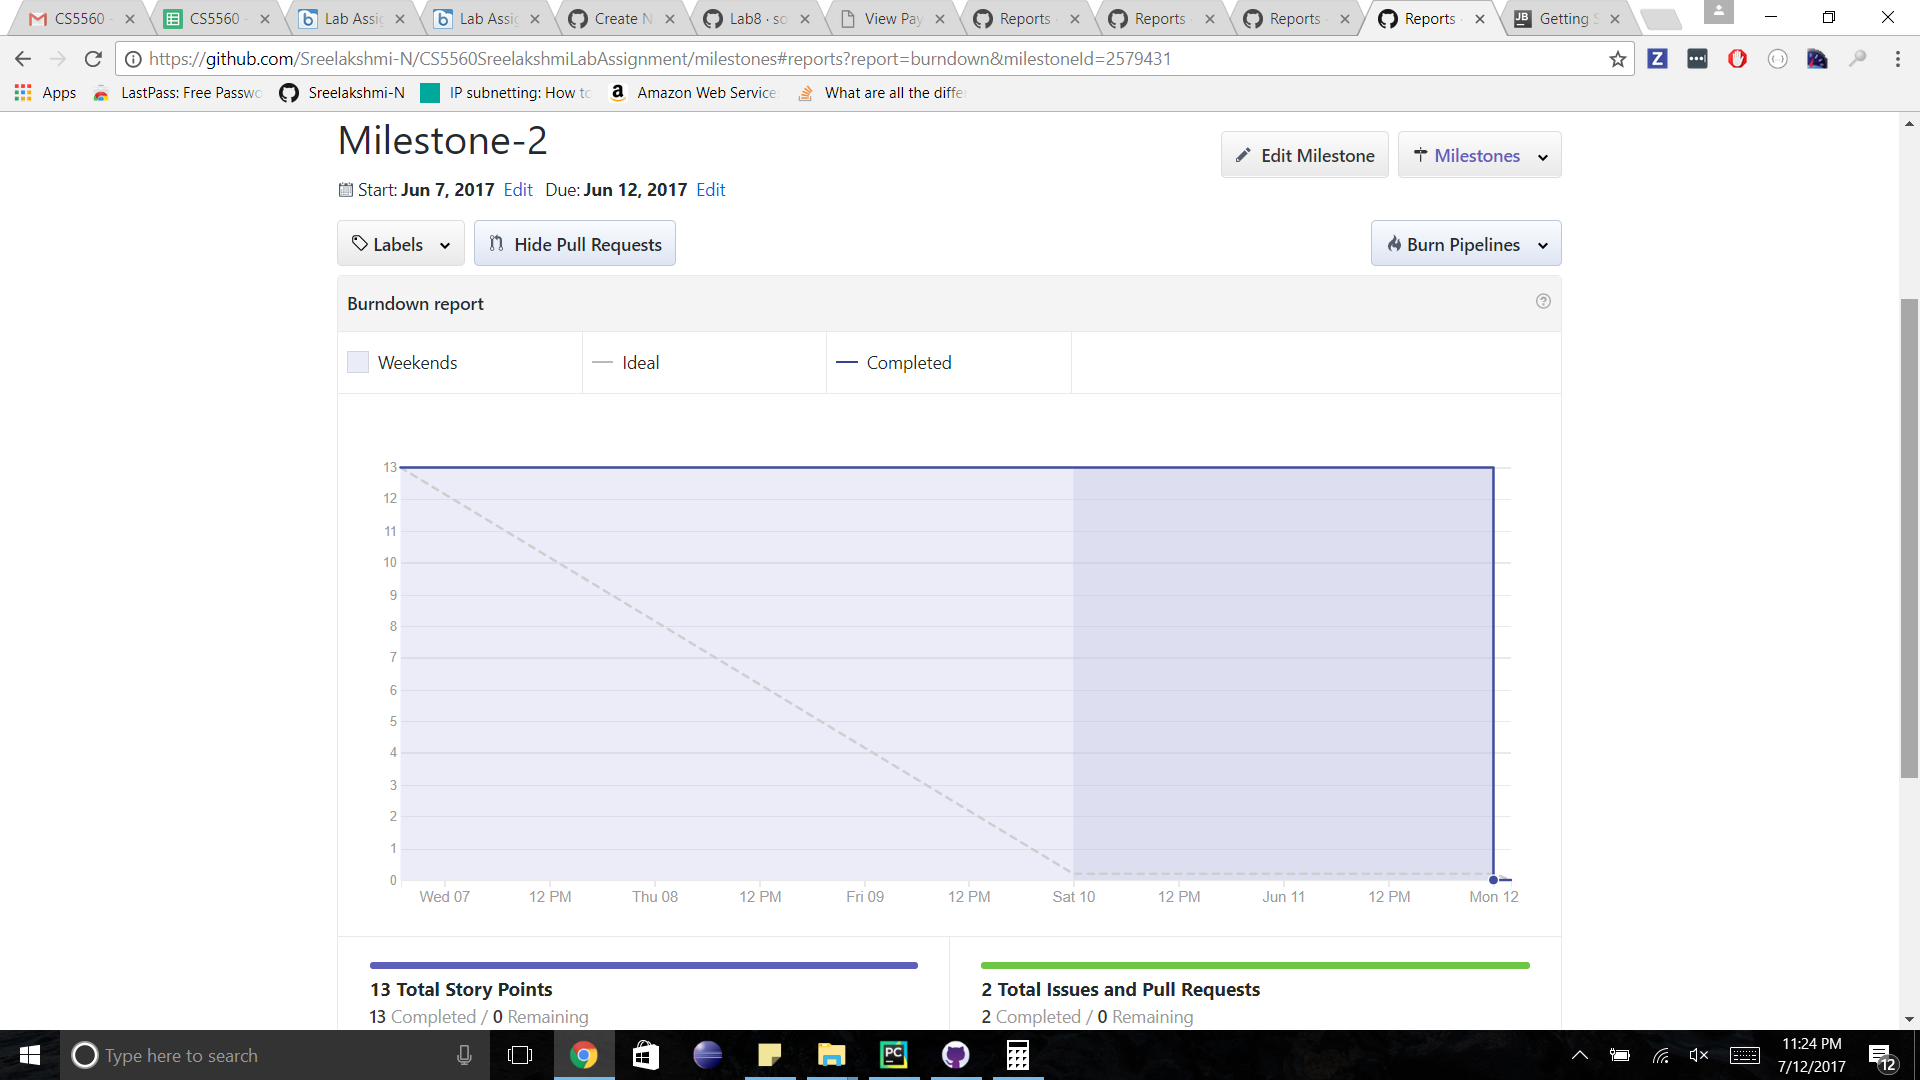 CS5560 -
CS5560 -
Lab Assig
Lab Assig
Create N
Lab8 · so
View Pay
Reports ·
Reports ·
Reports ·
Reports ·
Getting S
https://github.com/Sreelakshmi-N/CS5560SreelakshmiLabAssignment/milestones#reports?report=burndown&milestoneId=2579431
Apps
LastPass: Free Passwo
Sreelakshmi-N
IP subnetting: How to
Amazon Web Service
What are all the differ
Milestone-2
Edit Milestone
Milestones
Start: Jun 7, 2017 Edit Due: Jun 12, 2017 Edit
Labels
Hide Pull Requests
Burn Pipelines
Burndown report
Weekends
Ideal
Completed
13
12
11
10
9
8
7
6
5
4
3
2
1
0
Wed 07 12 PM Thu 08 12 PM Fri 09 12 PM Sat 10 12 PM Jun 11 12 PM Mon 12
13 Total Story Points
13 Completed / 0 Remaining
2 Total Issues and Pull Requests
2 Completed / 0 Remaining
Type here to search
PC
11:24 PM
7/12/2017
12